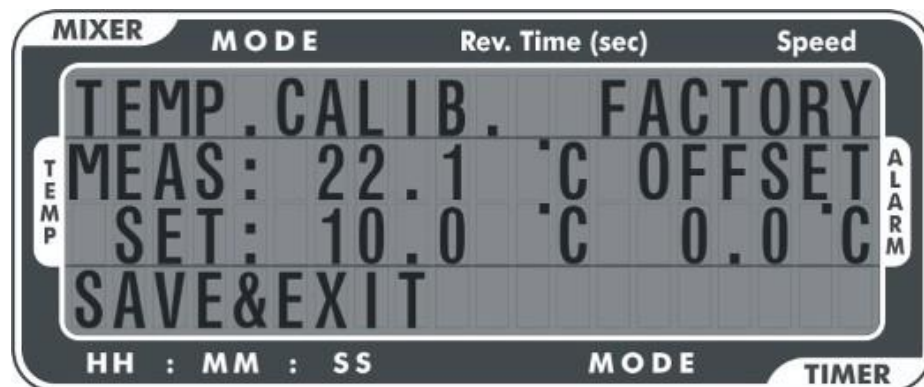 MIXER MODE Rev. Time (sec) Speed
TEMP.CALIB. FACTORY
MEAS: 22.1 °C OFFSET
SET: 10.0 °C 0.0 °C
SAVE&EXIT
TEMP
ALARM
HH : MM : SS MODE TIMER